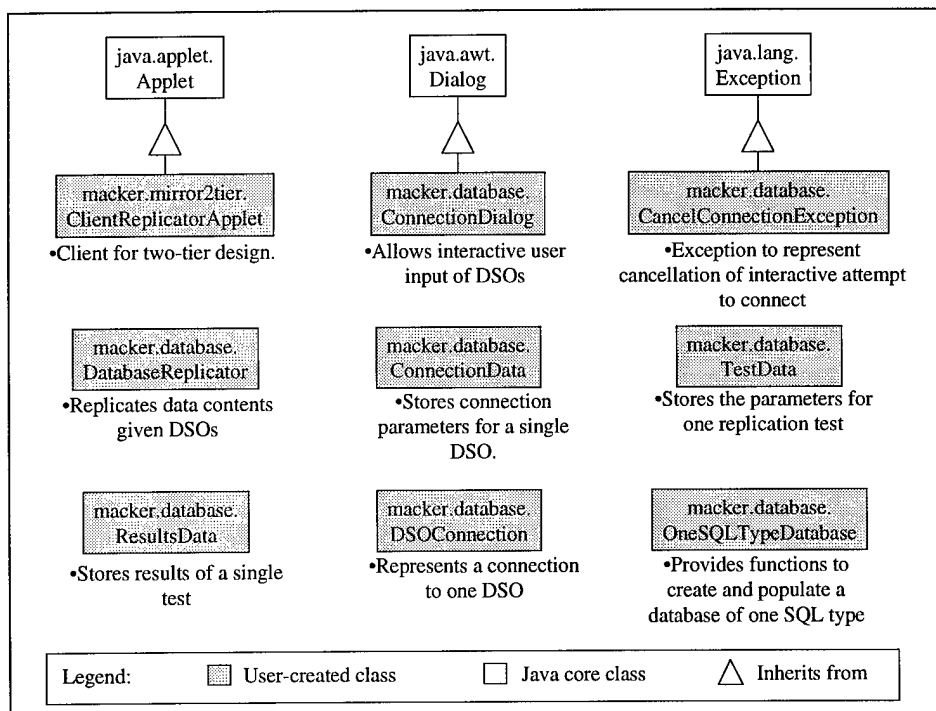 java.applet.
Applet
java.awt.
Dialog
java.lang.
Exception
macker.mirror2tier.
ClientReplicatorApplet
•Client for two-tier design.
macker.database.
ConnectionDialog
•Allows interactive user
input of DSOs
macker.database.
CancelConnectionException
•Exception to represent
cancellation of interactive attempt
to connect
macker.database.
DatabaseReplicator
•Replicates data contents
given DSOs
macker.database.
ConnectionData
•Stores connection
parameters for a single
DSO.
macker.database.
TestData
•Stores the parameters for
one replication test
macker.database.
ResultsData
•Stores results of a single
test
macker.database.
DSOConnection
•Represents a connection
to one DSO
macker.database.
OneSQLTypeDatabase
•Provides functions to
create and populate a
database of one SQL type
Legend:
User-created class
Java core class
Inherits from